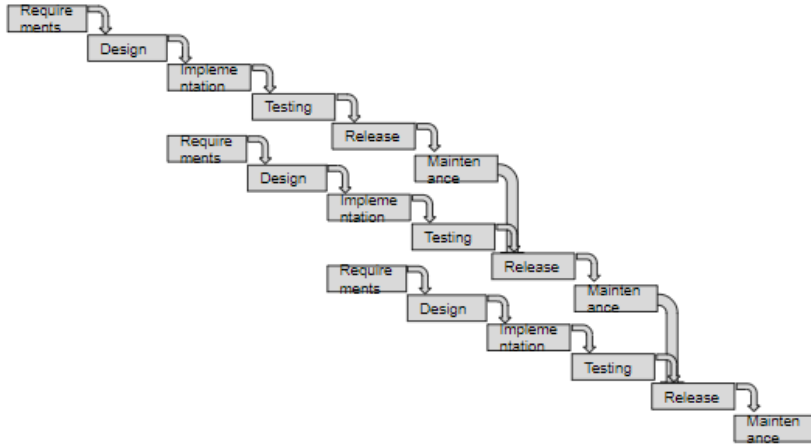 Require
ments
Design
Impleme
ntation
Testing
Release
Mainten
ance
Require
ments
Design
Impleme
ntation
Testing
Release
Mainten
ance
Require
ments
Design
Impleme
ntation
Testing
Release
Mainten
ance